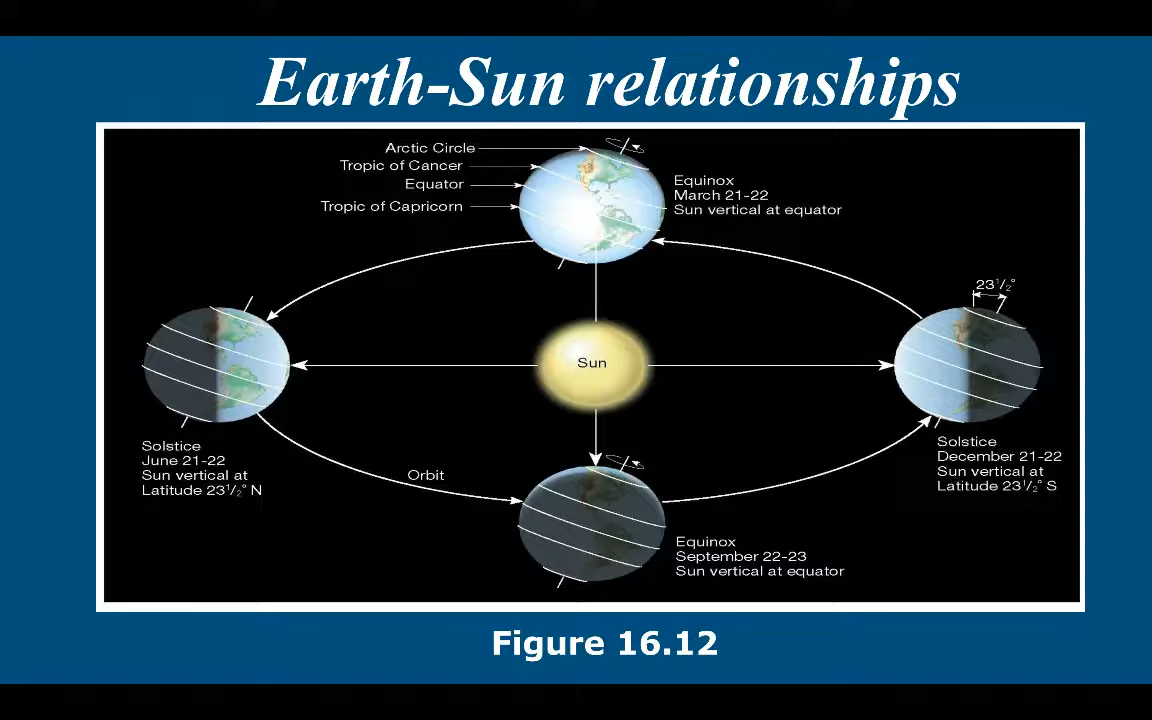 Earth-Sun relationships
Arctic Circle
Tropic of Cancer
Equator
Tropic of Capricorn
Equinox
March 21-22
Sun vertical at equator
23 1/2°
Sun
Solstice
June 21-22
Sun vertical at
Latitude 23 1/2° N
Orbit
Solstice
December 21-22
Sun vertical at
Latitude 23 1/2° S
Equinox
September 22-23
Sun vertical at equator
Figure 16.12